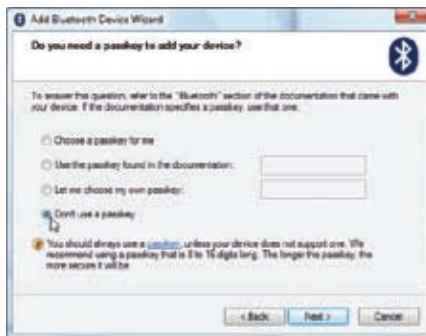 Add Bluetooth Device Wizard
Do you need a passkey to add your device?
To answer this question, refer to the "Bluetooth" section of the documentation that came with
your device. If the documentation specifies a passkey, use that one.
Choose a passkey for me
Use the passkey found in the documentation:
Let me choose my own passkey:
Don't use a passkey
You should always use a passkey, unless your device does not support one. We
recommend using a passkey that is 8 to 16 digits long. The longer the passkey, the
more secure it will be
< Back
Next >
Cancel